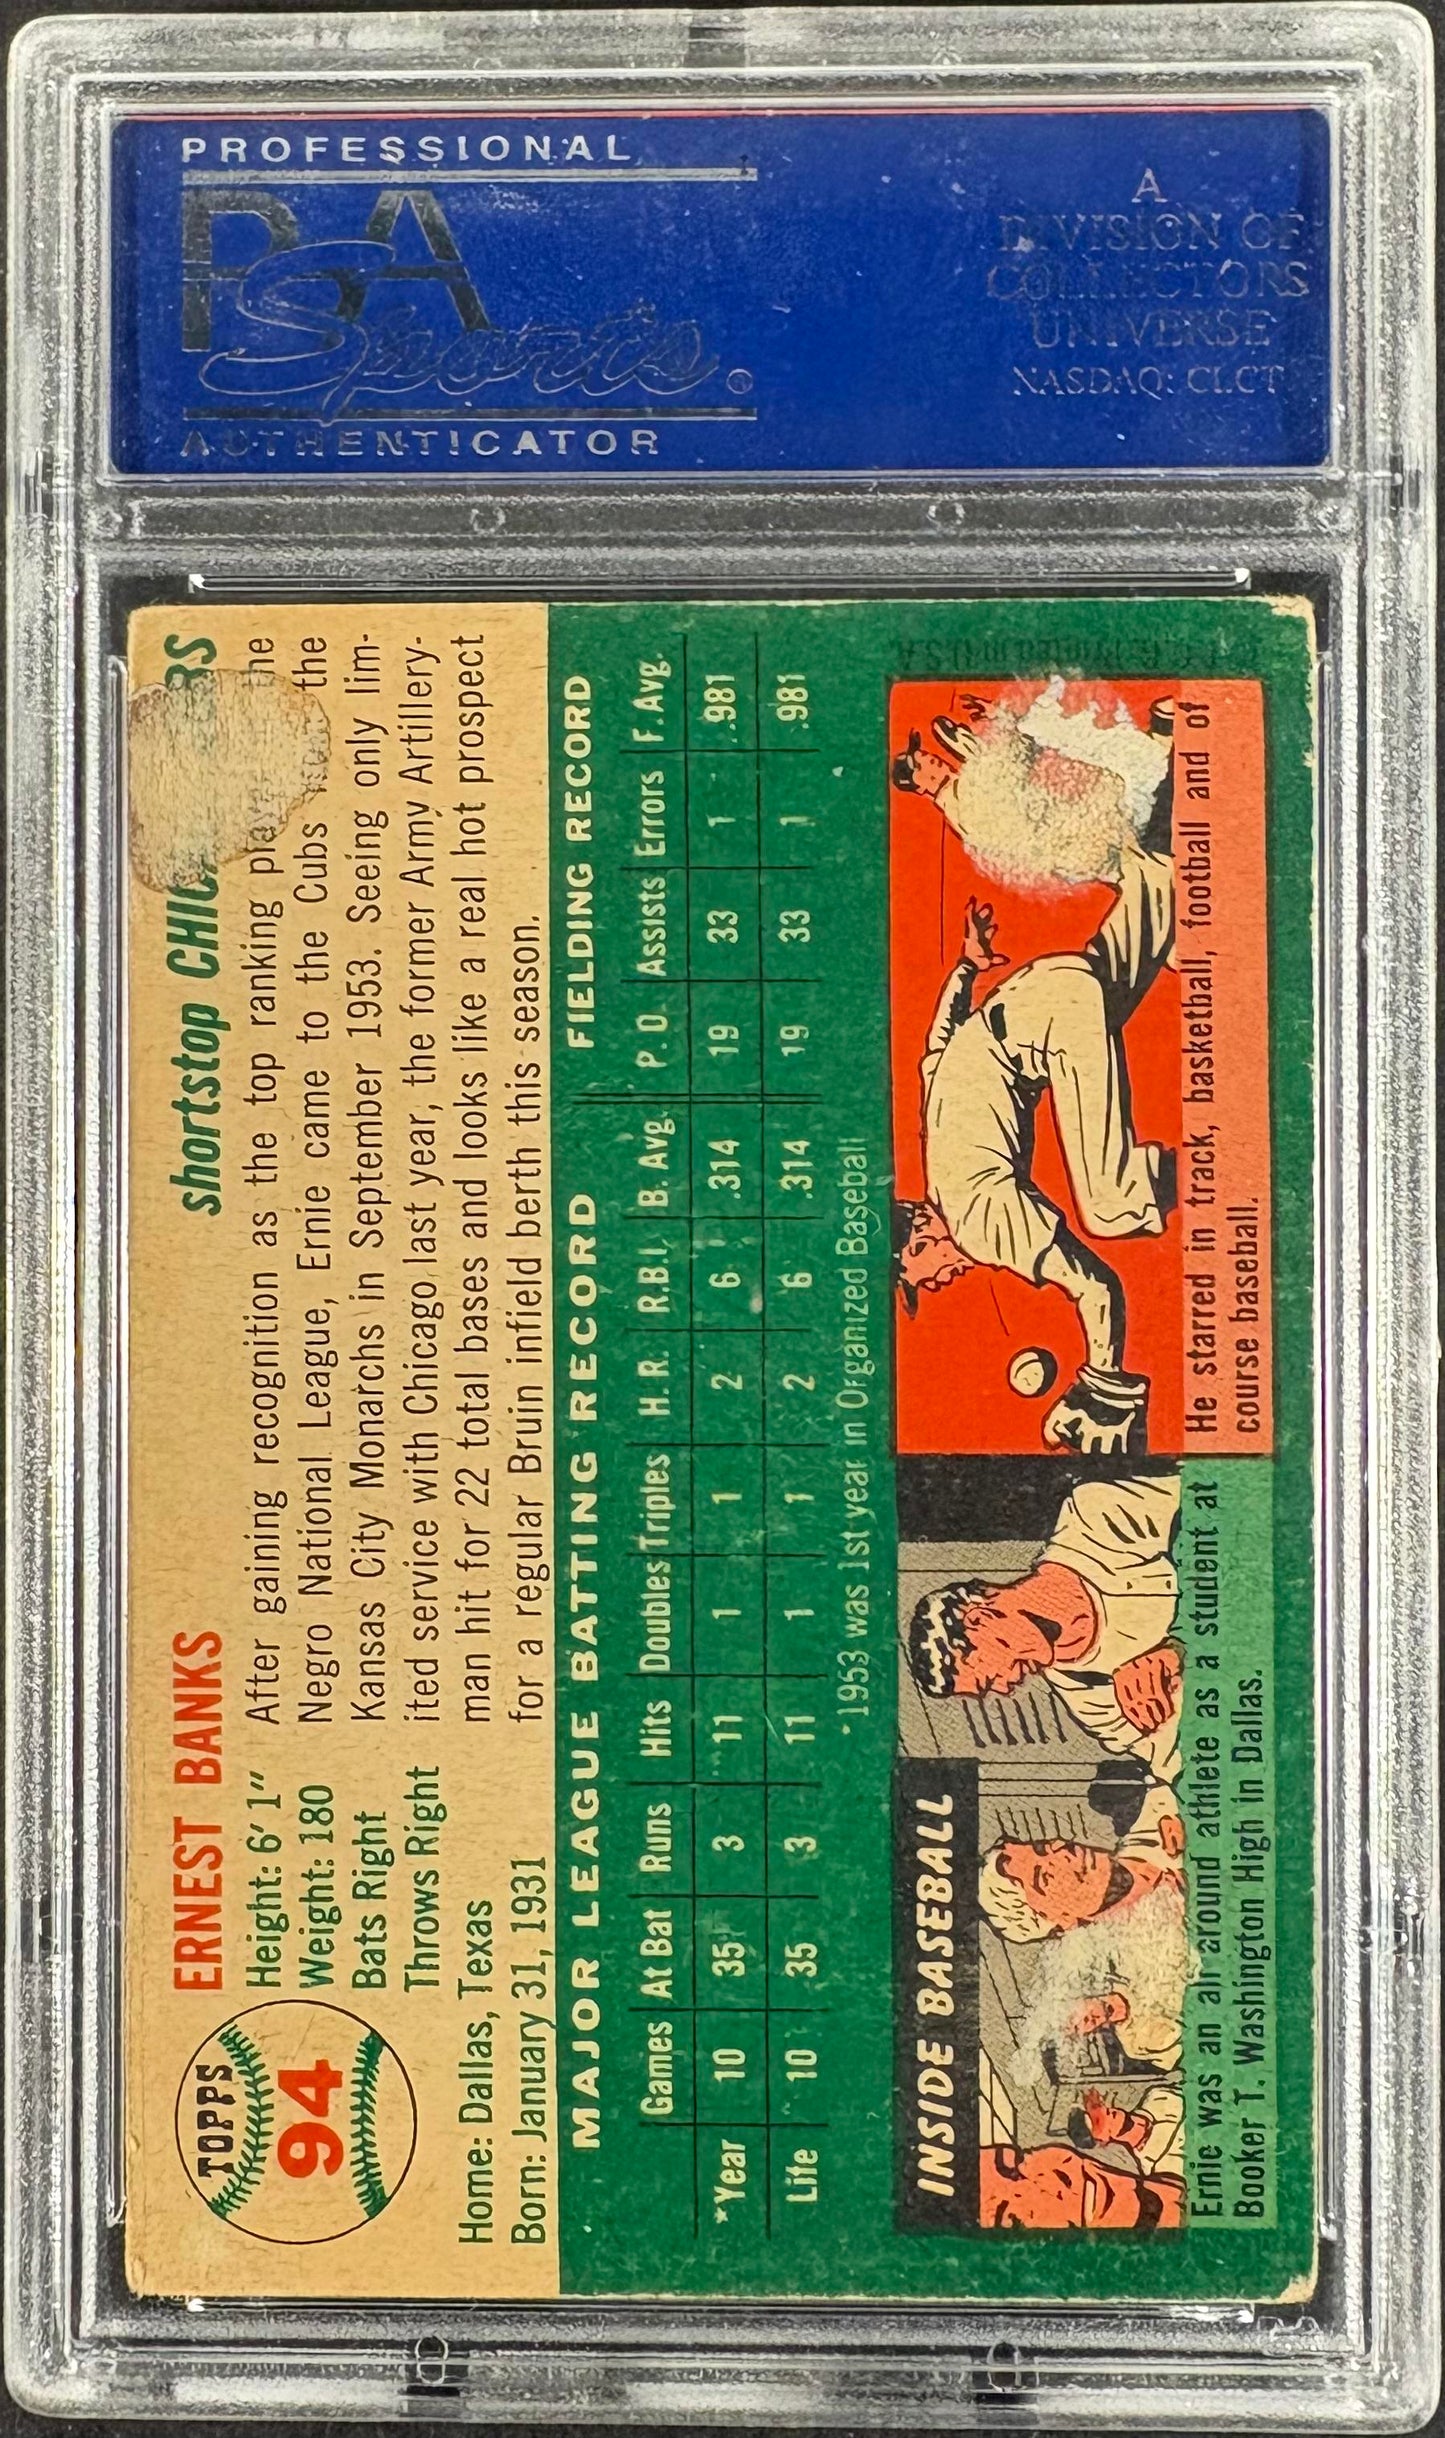 PROFESSIONAL
PSA
Sports®
AUTHENTICATOR
A
DIVISION OF
COLLECTORS
UNIVERSE
NASDAQ: CLCT
TOPPS
94
ERNEST BANKS
shortstop
Height: 6' 1"
Weight: 180
Bats Right
Throws Right
Home: Dallas, Texas
Born: January 31, 1931
After gaining recognition as the top ranking the
Negro National League, Ernie came to the Cubs the
Kansas City Monarchs in September 1953. Seeing only lim-
ited service with Chicago last year, the former Army Artillery-
man hit for 22 total bases and looks like a real hot prospect
for a regular Bruin infield berth this season.
MAJOR LEAGUE BATTING RECORD FIELDING RECORD
Games At Bat Runs Hits Doubles Triples H.R. R.B.I. B.Avg. P.O. Assists Errors F.Avg.
*Year 10 35 3 11 1 1 2 6 .314 19 33 1 .981
Life 10 35 3 11 1 1 2 6 .314 19 33 1 .981
*1953 was 1st year in Organized Baseball
INSIDE BASEBALL
Ernie was an all around athlete as a student at
Booker T. Washington High in Dallas.
He starred in track, basketball, football and of
course baseball.
Printed in U.S.A.